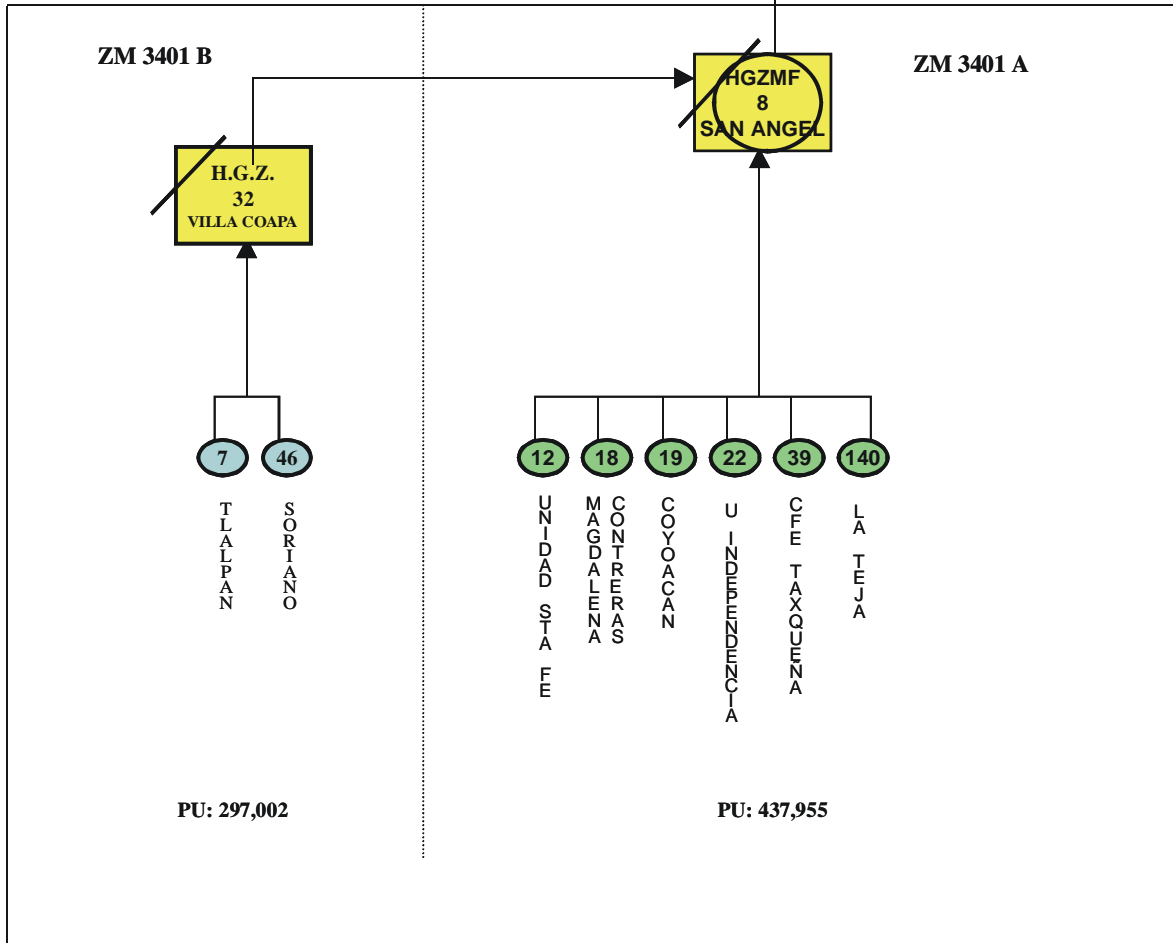 ZM 3401 B
ZM 3401 A
HGZMF
8
SAN ANGEL
H.G.Z.
32
VILLA COAPA
7
46
12
18
19
22
39
140
TLALPAN
SORIANO
UNIDAD STA FE
MAGDALENA
CONTRERAS
COYOACAN
U INDEPENDENCIA
CFE TAXQUEÑA
LA TEJA
PU: 297,002
PU: 437,955